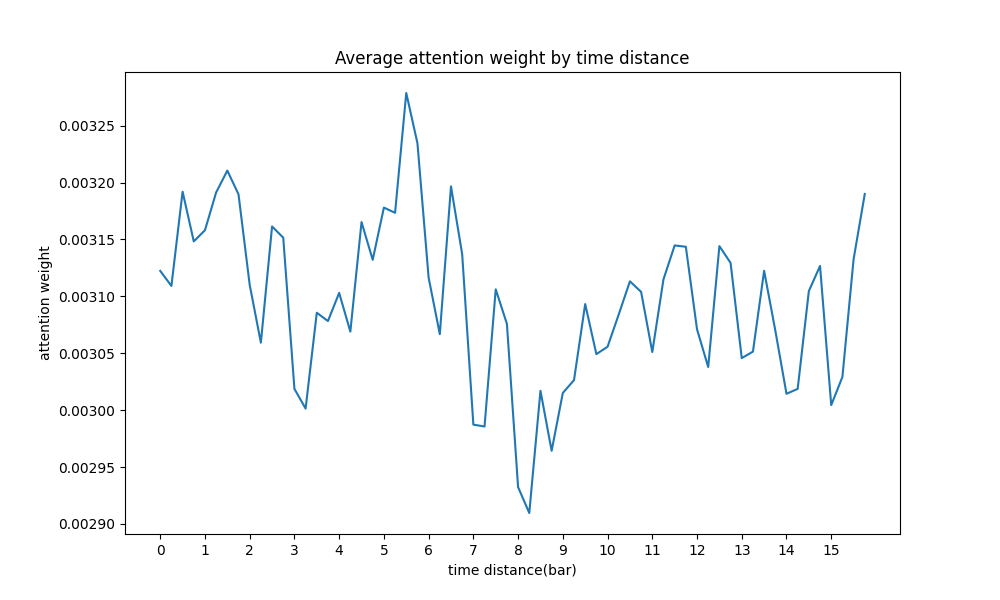 Average attention weight by time distance
attention weight
0.00325
0.00320
0.00315
0.00310
0.00305
0.00300
0.00295
0.00290
0 1 2 3 4 5 6 7 8 9 10 11 12 13 14 15
time distance(bar)